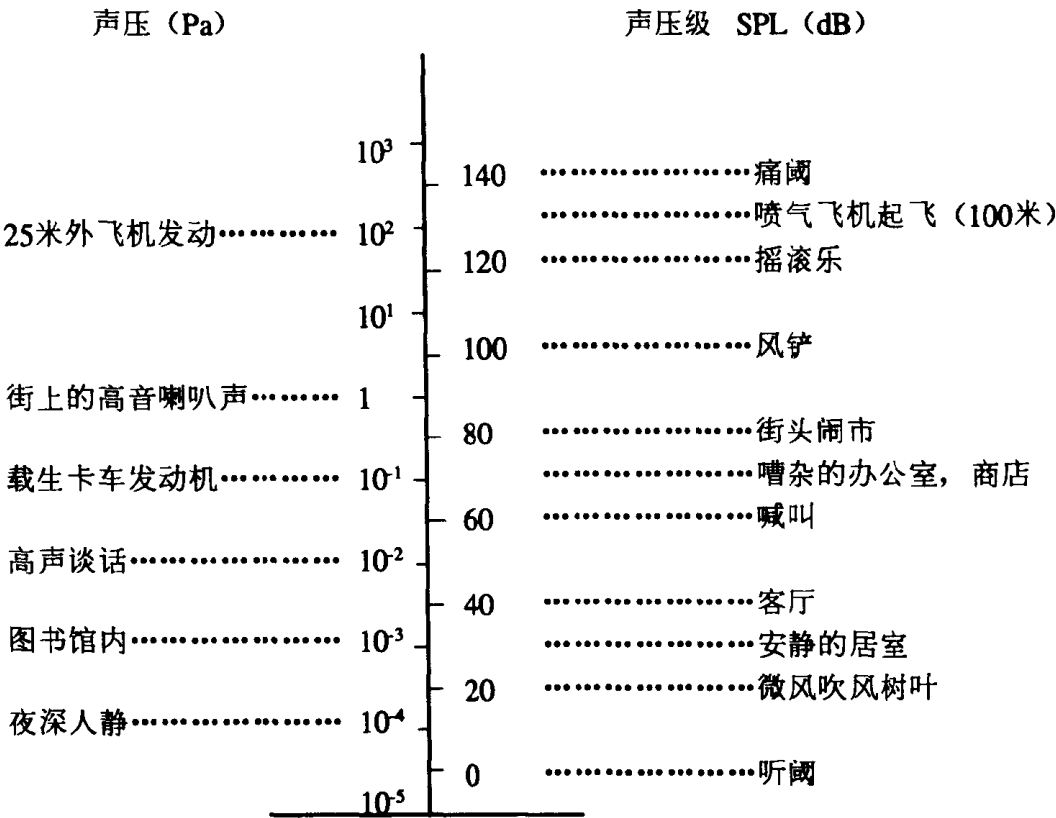 声压（Pa） 声压级 SPL（dB）
10³
140 痛阈
喷气飞机起飞（100米）
25米外飞机发动 10²
120 摇滚乐
10¹
100 风铲
街上的高音喇叭声 1
80 街头闹市
载生卡车发动机 10⁻¹ 嘈杂的办公室，商店
60 喊叫
高声谈话 10⁻²
40 客厅
图书馆内 10⁻³ 安静的居室
20 微风吹风树叶
夜深人静 10⁻⁴
0 听阈
10⁻⁵